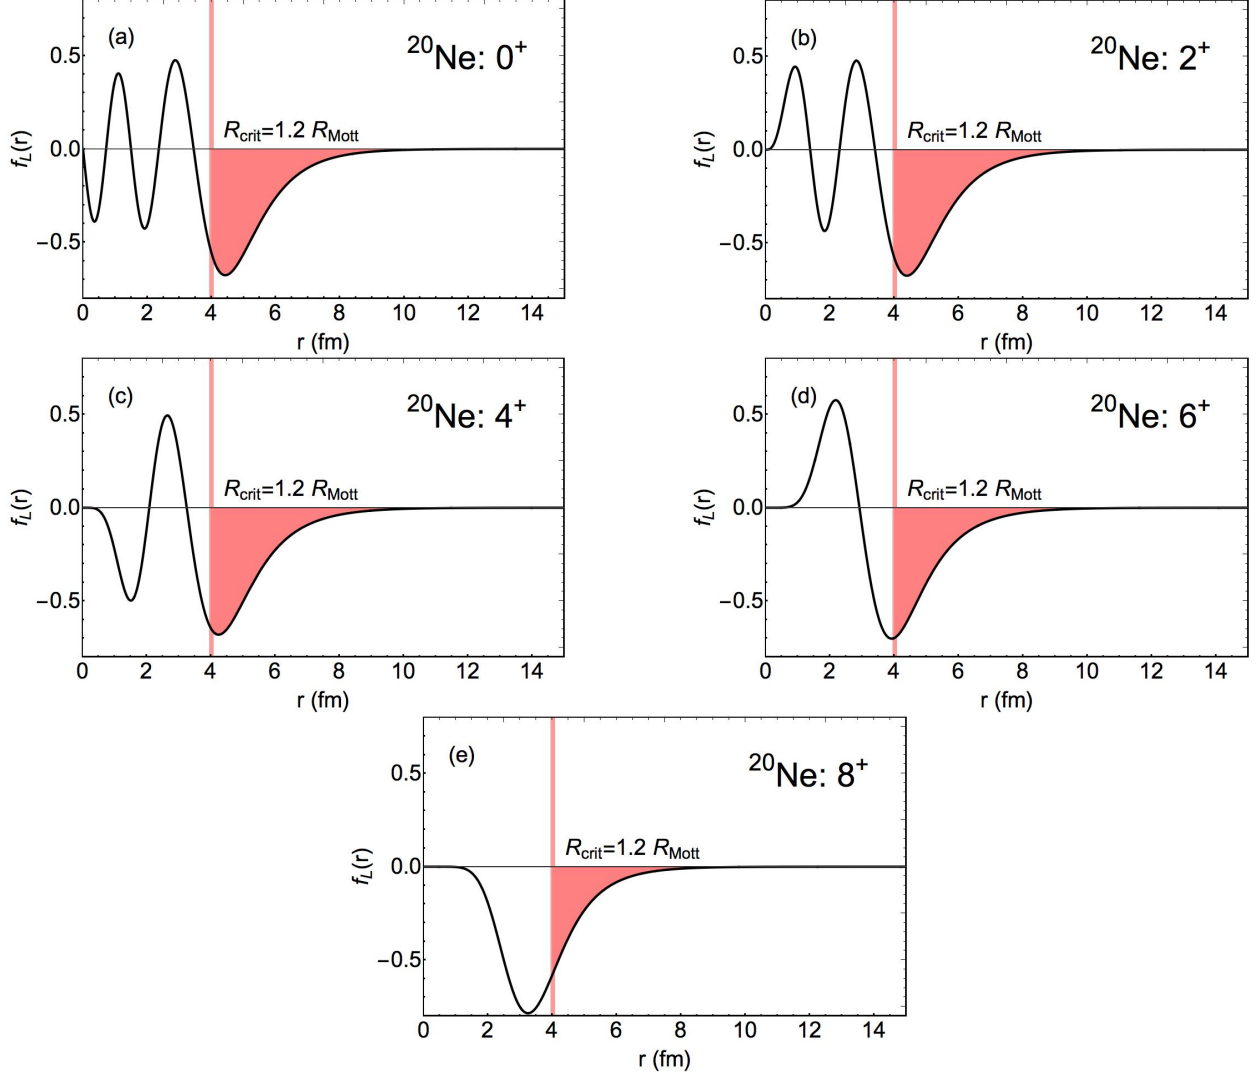 (a)
²⁰Ne: 0⁺
R_crit=1.2 R_Mott
0.5
0.0
−0.5
f_L(r)
0 2 4 6 8 10 12 14
r (fm)
(b)
²⁰Ne: 2⁺
R_crit=1.2 R_Mott
0.5
0.0
−0.5
f_L(r)
0 2 4 6 8 10 12 14
r (fm)
(c)
²⁰Ne: 4⁺
R_crit=1.2 R_Mott
0.5
0.0
−0.5
f_L(r)
0 2 4 6 8 10 12 14
r (fm)
(d)
²⁰Ne: 6⁺
R_crit=1.2 R_Mott
0.5
0.0
−0.5
f_L(r)
0 2 4 6 8 10 12 14
r (fm)
(e)
²⁰Ne: 8⁺
R_crit=1.2 R_Mott
0.5
0.0
−0.5
f_L(r)
0 2 4 6 8 10 12 14
r (fm)